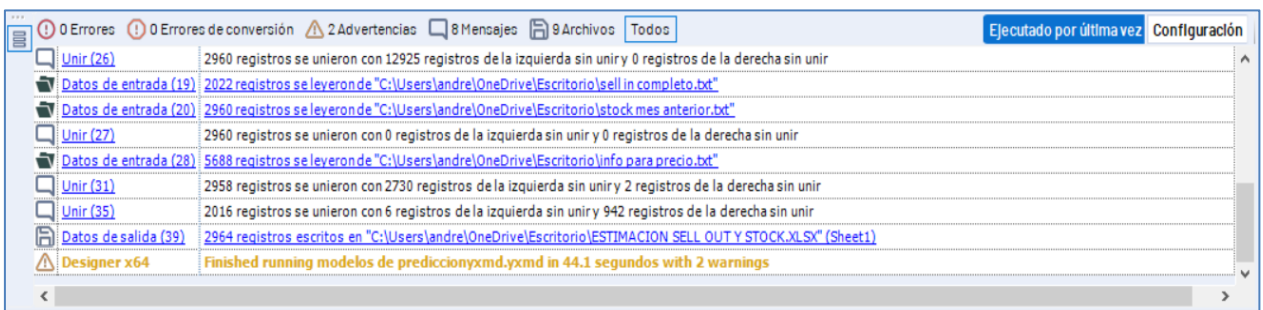 0 Errores 0 Errores de conversión 2 Advertencias 8 Mensajes 9 Archivos Todos Ejecutado por última vez Configuración
Unir (26) 2960 registros se unieron con 12925 registros de la izquierda sin unir y 0 registros de la derecha sin unir
Datos de entrada (19) 2022 registros se leyeron de "C:\Users\andre\OneDrive\Escritorio\sell in completo.txt"
Datos de entrada (20) 2960 registros se leyeron de "C:\Users\andre\OneDrive\Escritorio\stock mes anterior.txt"
Unir (27) 2960 registros se unieron con 0 registros de la izquierda sin unir y 0 registros de la derecha sin unir
Datos de entrada (28) 5688 registros se leyeron de "C:\Users\andre\OneDrive\Escritorio\info para precio.txt"
Unir (31) 2958 registros se unieron con 2730 registros de la izquierda sin unir y 2 registros de la derecha sin unir
Unir (35) 2016 registros se unieron con 6 registros de la izquierda sin unir y 942 registros de la derecha sin unir
Datos de salida (39) 2964 registros escritos en "C:\Users\andre\OneDrive\Escritorio\ESTIMACION SELL OUT Y STOCK.XLSX" (Sheet1)
Designer x64 Finished running modelos de prediccionyxmd.yxmd in 44.1 segundos with 2 warnings